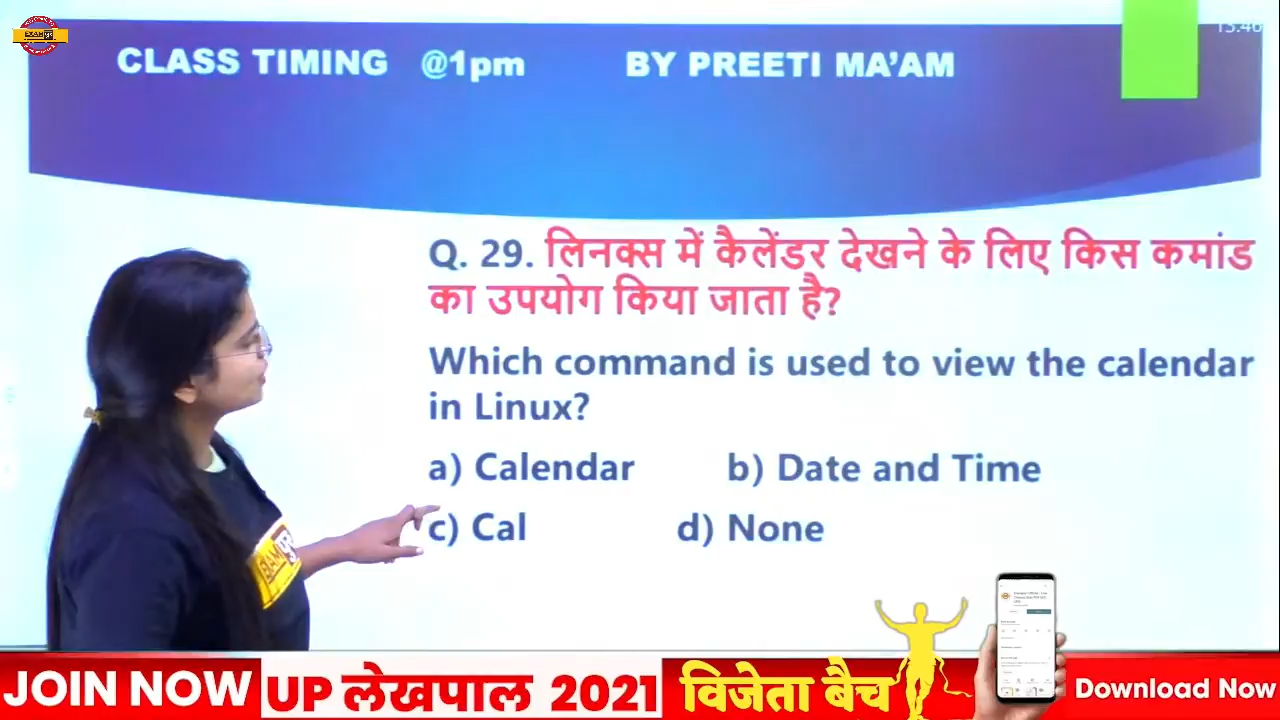 CLASS TIMING @1pm BY PREETI MA'AM
Q. 29. लिनक्स में कैलेंडर देखने के लिए किस कमांड
का उपयोग किया जाता है?
Which command is used to view the calendar
in Linux?
a) Calendar b) Date and Time
c) Cal d) None
JOIN NOW UP लेखपाल 2021 विजेता बैच Download Now